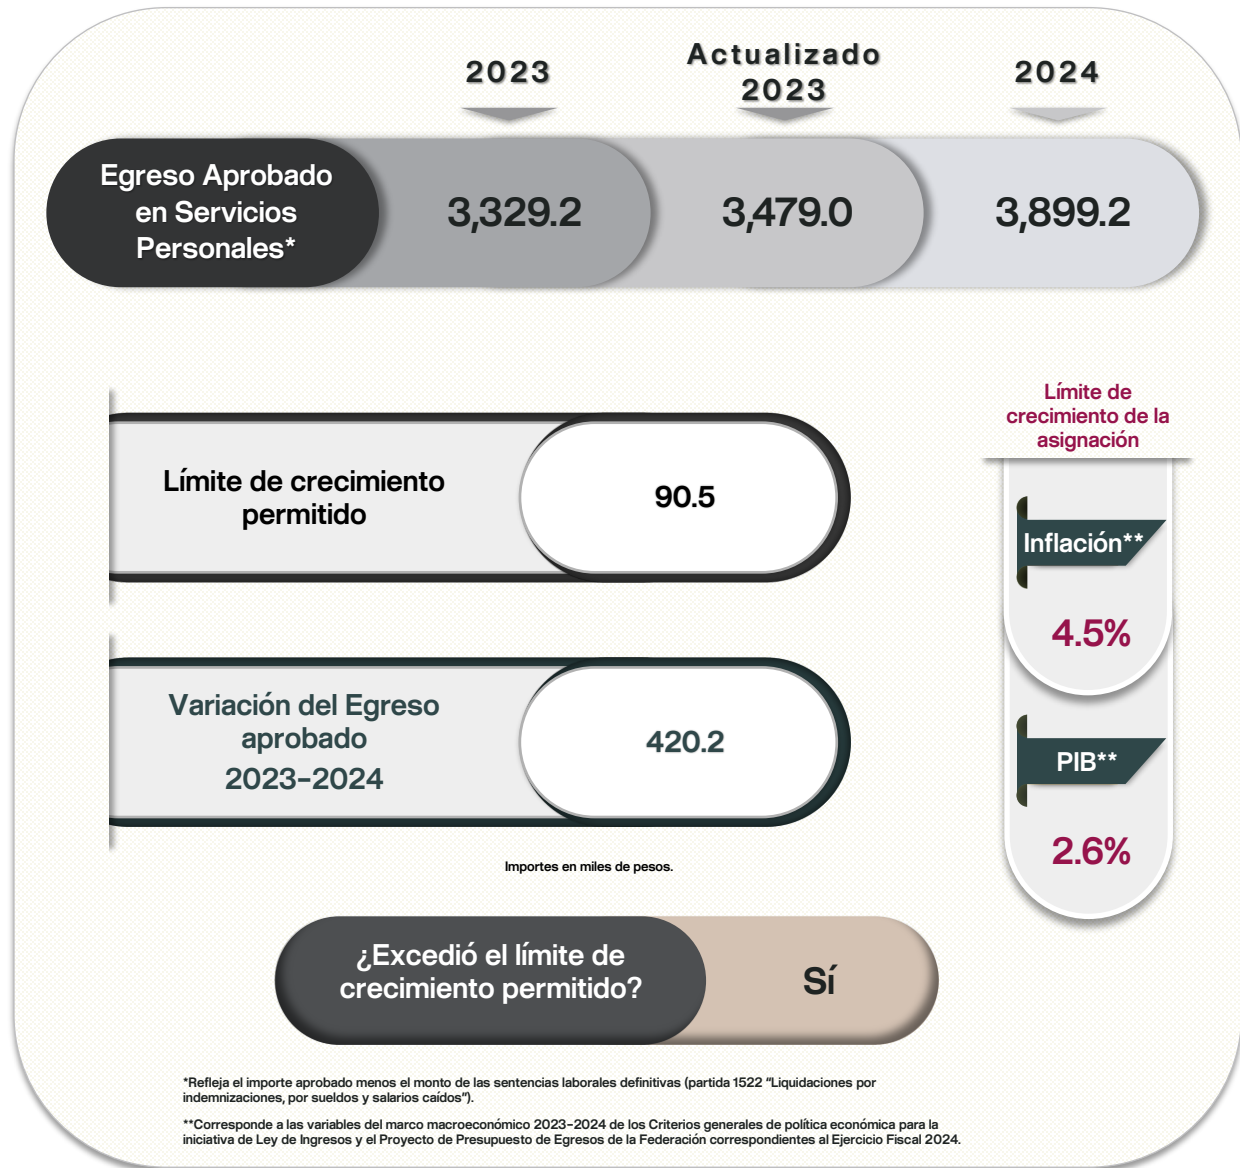 2023
Actualizado
2023
2024
Egreso Aprobado
en Servicios
Personales*
3,329.2
3,479.0
3,899.2
Límite de crecimiento
permitido
90.5
Límite de
crecimiento de la
asignación
Inflación**
4.5%
Variación del Egreso
aprobado
2023-2024
420.2
PIB**
2.6%
Importes en miles de pesos.
¿Excedió el límite de
crecimiento permitido?
Sí
*Refleja el importe aprobado menos el monto de las sentencias laborales definitivas (partida 1522 "Liquidaciones por
indemnizaciones, por sueldos y salarios caídos").
**Corresponde a las variables del marco macroeconómico 2023-2024 de los Criterios generales de política económica para la
iniciativa de Ley de Ingresos y el Proyecto de Presupuesto de Egresos de la Federación correspondientes al Ejercicio Fiscal 2024.